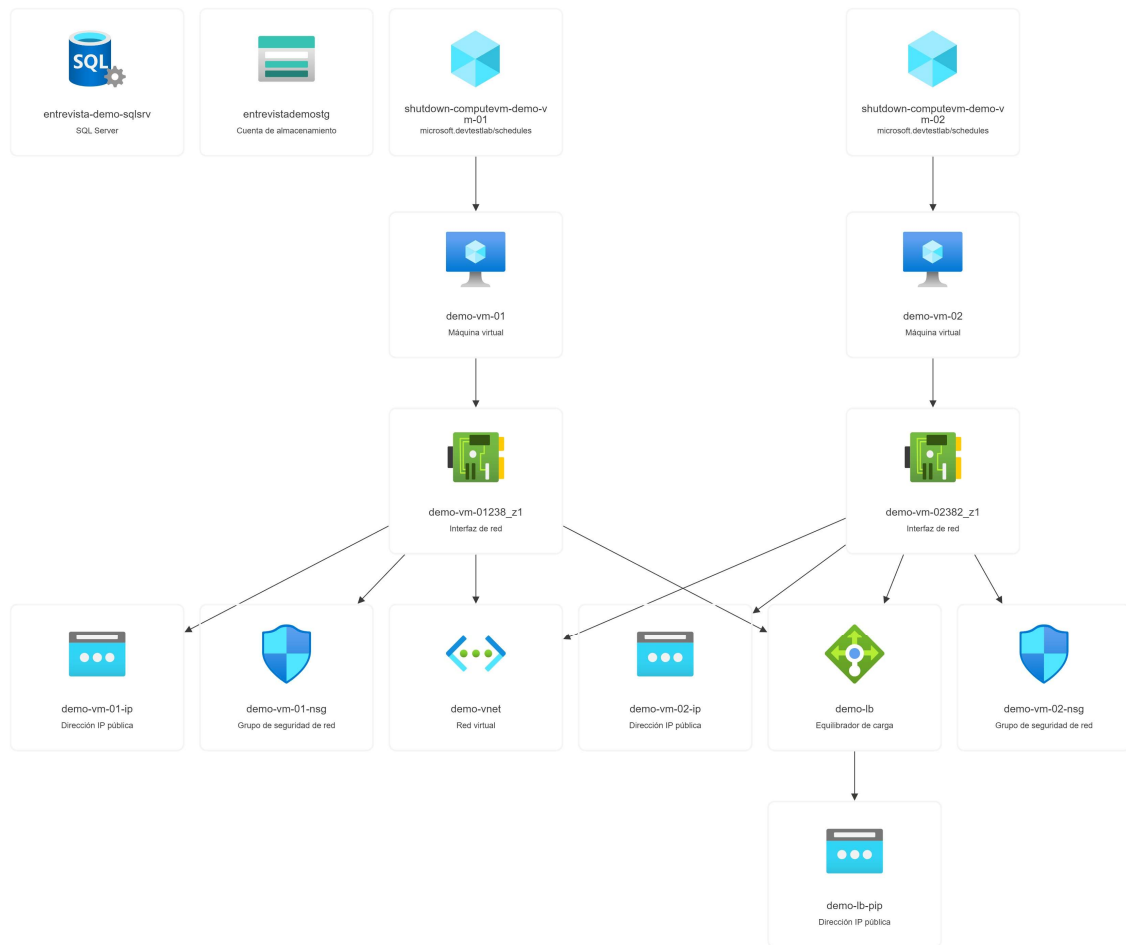 SQL
entrevista-demo-sqlsrv
SQL Server
entrevistademostg
Cuenta de almacenamiento
shutdown-computevm-demo-v
m-01
microsoft.devtestlab/schedules
shutdown-computevm-demo-v
m-02
microsoft.devtestlab/schedules
demo-vm-01
Máquina virtual
demo-vm-02
Máquina virtual
demo-vm-01238_z1
Interfaz de red
demo-vm-02382_z1
Interfaz de red
demo-vm-01-ip
Dirección IP pública
demo-vm-01-nsg
Grupo de seguridad de red
demo-vnet
Red virtual
demo-vm-02-ip
Dirección IP pública
demo-lb
Equilibrador de carga
demo-vm-02-nsg
Grupo de seguridad de red
demo-lb-pip
Dirección IP pública